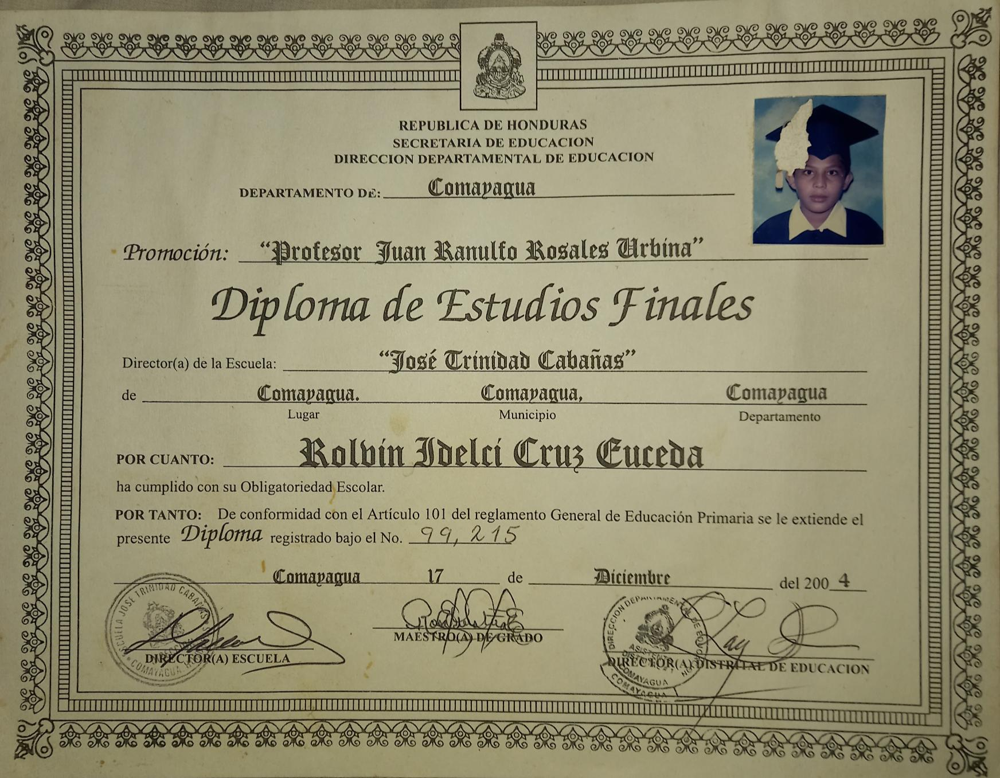 REPUBLICA DE HONDURAS
SECRETARIA DE EDUCACION
DIRECCION DEPARTAMENTAL DE EDUCACION
DEPARTAMENTO DE: Comayagua
Promoción: “Profesor Juan Ranulfo Rosales Urbina”
Diploma de Estudios Finales
Director(a) de la Escuela: “José Trinidad Cabañas”
de Comayagua. Comayagua, Comayagua
Lugar Municipio Departamento
POR CUANTO: Rolvin Idelci Cruz Euceda
ha cumplido con su Obligatoriedad Escolar.
POR TANTO: De conformidad con el Artículo 101 del reglamento General de Educación Primaria se le extiende el
presente Diploma registrado bajo el No. 99,215
Comayagua 17 de Diciembre del 2004
ESCUELA JOSE TRINIDAD CABAÑAS
COMAYAGUA
DIRECTOR(A) ESCUELA
MAESTRO(A) DE GRADO
DIRECCION DEPARTAMENTAL DE
COMAYAGUA
COMAYAGUA
DIRECTOR(A) DISTRITAL DE EDUCACION